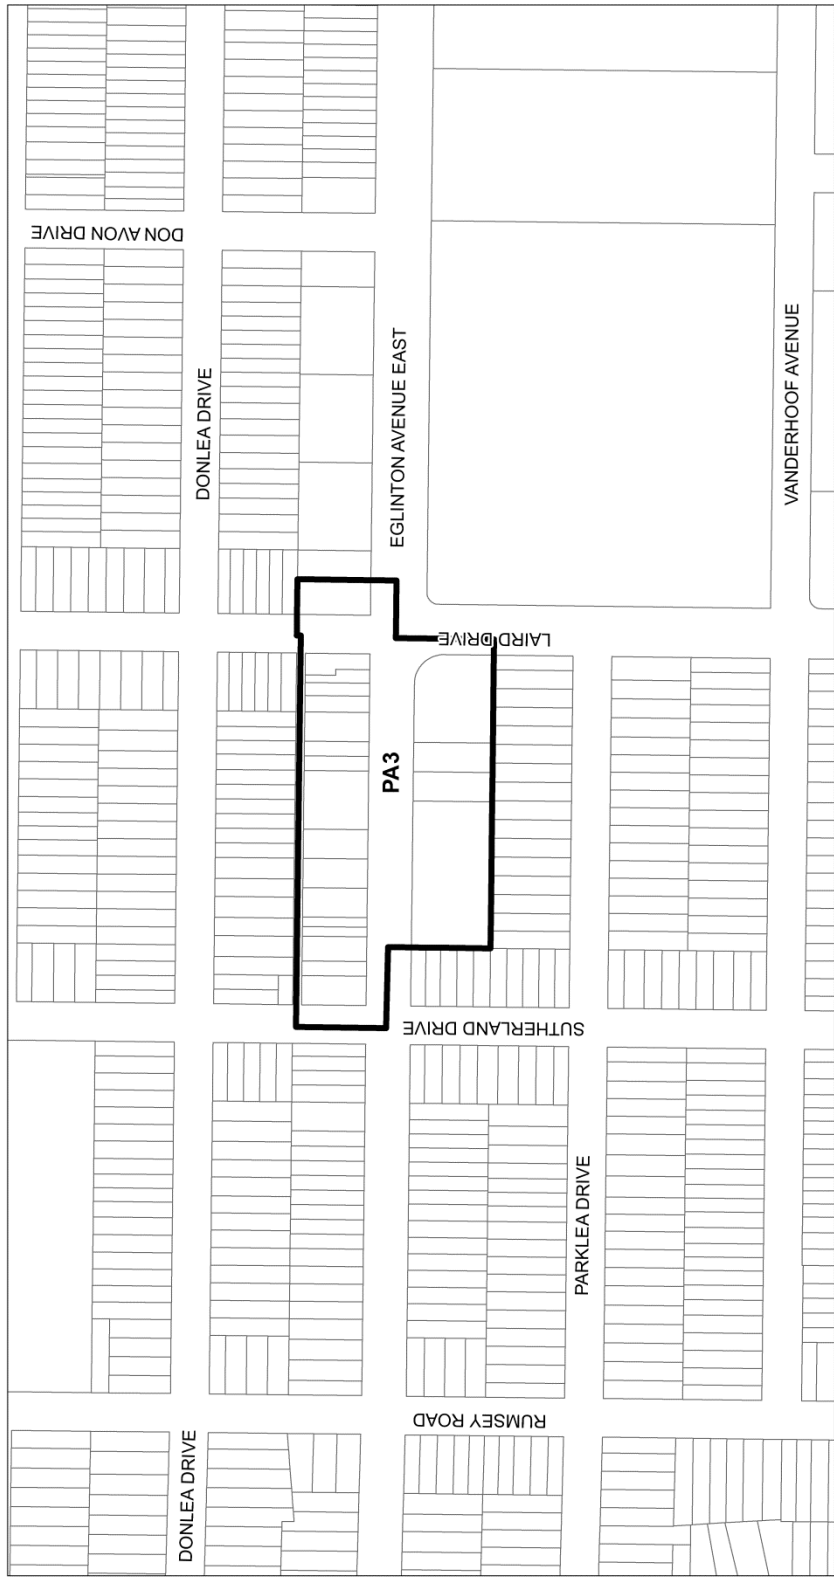 DON AVON DRIVE
DONLEA DRIVE
EGLINTON AVENUE EAST
VANDERHOOF AVENUE
LAIRD DRIVE
PA3
SUTHERLAND DRIVE
PARKLEA DRIVE
RUMSEY ROAD
DONLEA DRIVE